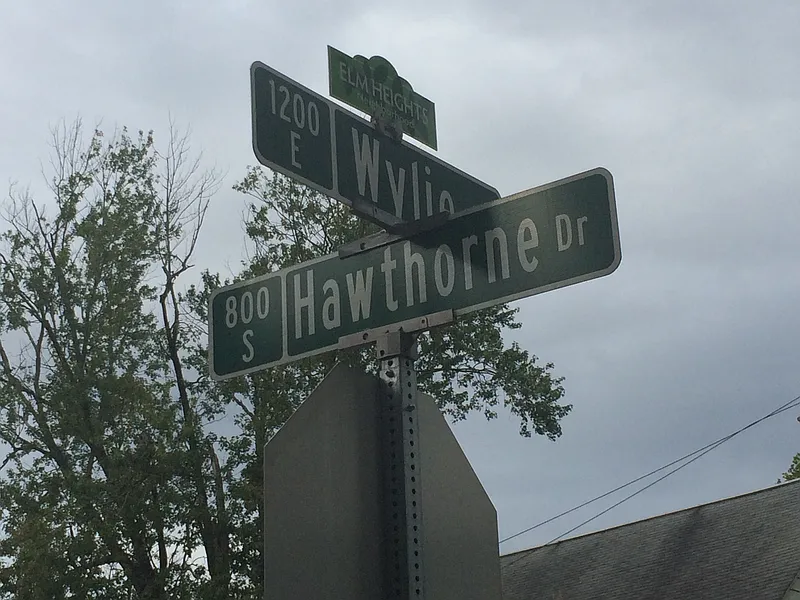 ELM HEIGHTS
1200
E
Wylie
800
S
Hawthorne Dr